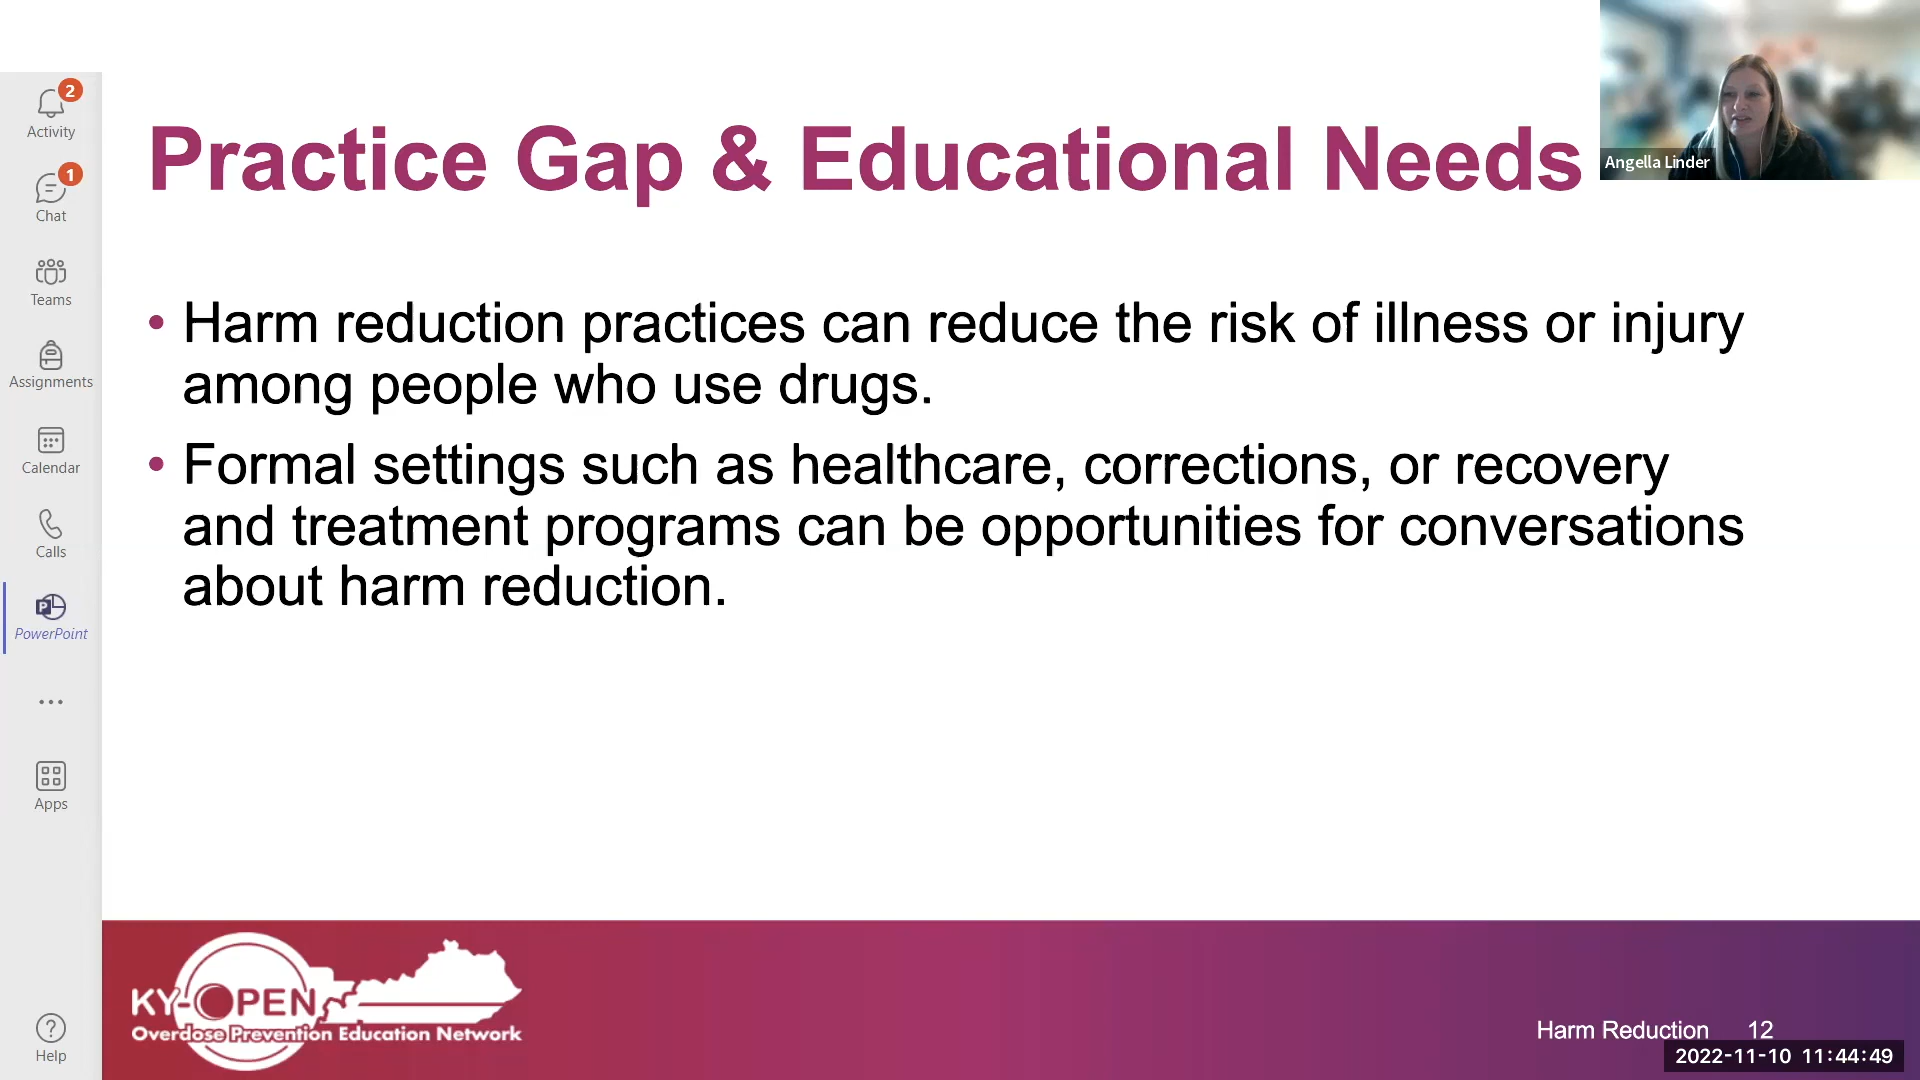 2
Activity
1
Chat
Teams
Assignments
Calendar
Calls
PowerPoint
Apps
Help
Practice Gap & Educational Needs
Angella Linder
• Harm reduction practices can reduce the risk of illness or injury
among people who use drugs.
• Formal settings such as healthcare, corrections, or recovery
and treatment programs can be opportunities for conversations
about harm reduction.
KY-OPEN
Overdose Prevention Education Network
Harm Reduction 12
2022-11-10 11:44:49